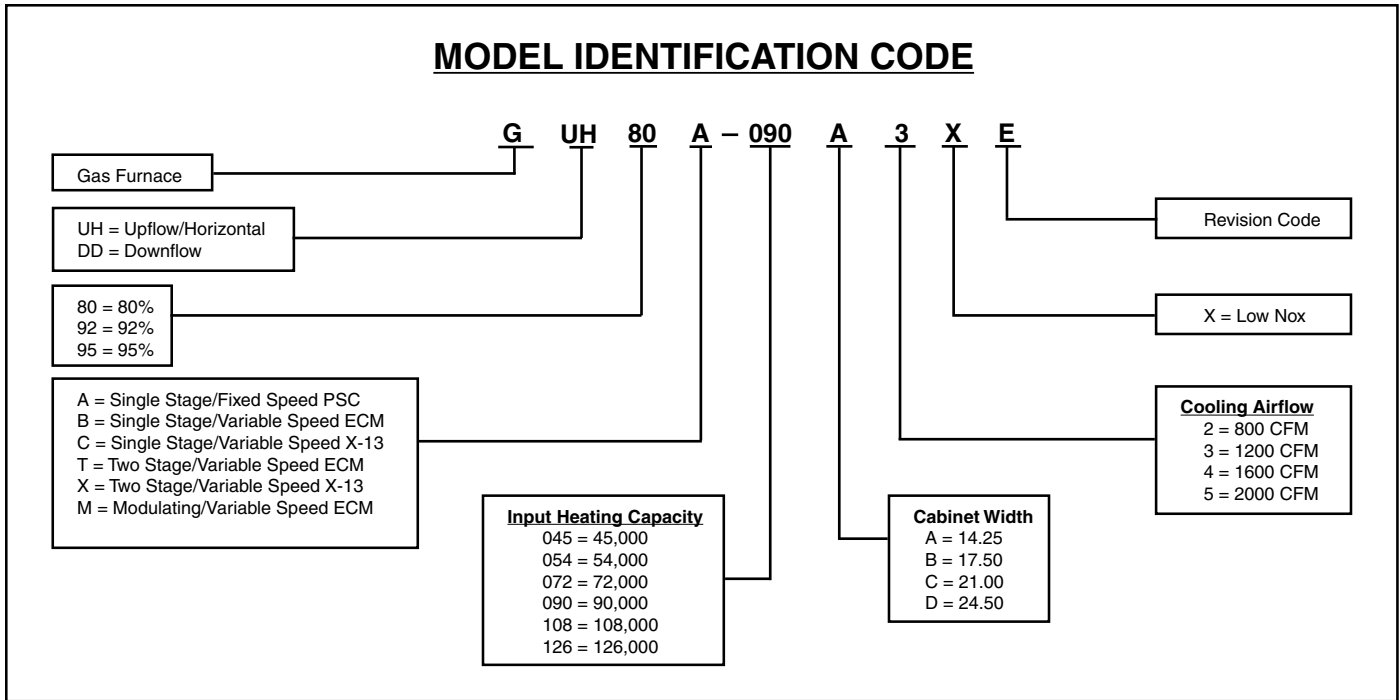 MODEL IDENTIFICATION CODE
G UH 80 A – 090 A 3 X E
Gas Furnace
UH = Upflow/Horizontal
DD = Downflow
80 = 80%
92 = 92%
95 = 95%
A = Single Stage/Fixed Speed PSC
B = Single Stage/Variable Speed ECM
C = Single Stage/Variable Speed X-13
T = Two Stage/Variable Speed ECM
X = Two Stage/Variable Speed X-13
M = Modulating/Variable Speed ECM
Input Heating Capacity
045 = 45,000
054 = 54,000
072 = 72,000
090 = 90,000
108 = 108,000
126 = 126,000
Cabinet Width
A = 14.25
B = 17.50
C = 21.00
D = 24.50
Cooling Airflow
2 = 800 CFM
3 = 1200 CFM
4 = 1600 CFM
5 = 2000 CFM
X = Low Nox
Revision Code